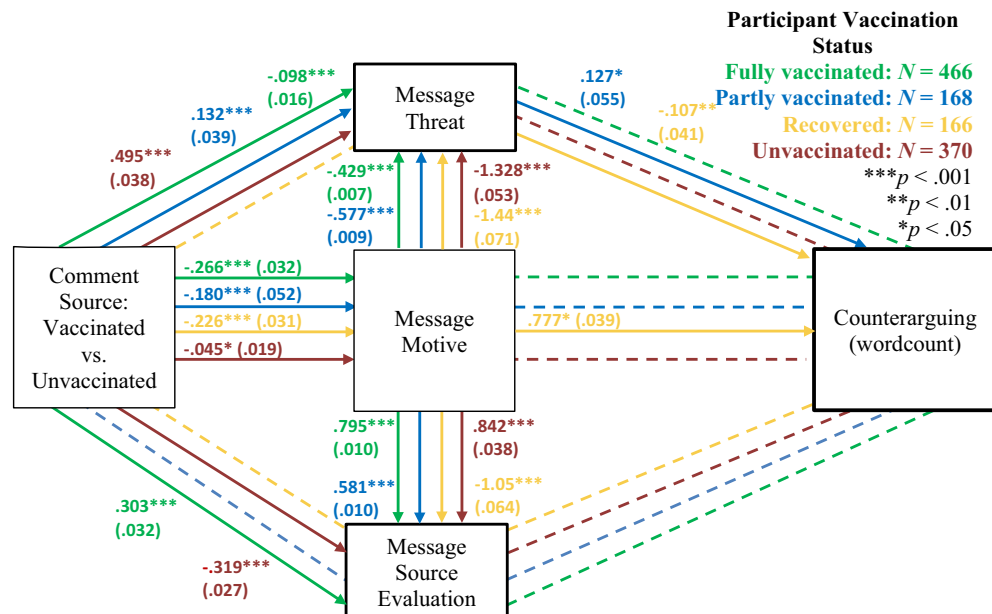 Participant Vaccination
Status
Fully vaccinated: N = 466
Partly vaccinated: N = 168
Recovered: N = 166
Unvaccinated: N = 370
***p < .001
**p < .01
*p < .05
-.098***
(.016)
.132***
(.039)
.495***
(.038)
Message
Threat
.127*
(.055)
-.107**
(.041)
-.429***
(.007)
-.577***
(.009)
-1.328***
(.053)
-1.44***
(.071)
Comment
Source:
Vaccinated
vs.
Unvaccinated
-.266*** (.032)
-.180*** (.052)
-.226*** (.031)
-.045* (.019)
Message
Motive
.777* (.039)
Counterarguing
(wordcount)
.795***
(.010)
.842***
(.038)
.581***
(.010)
-1.05***
(.064)
.303***
(.032)
-.319***
(.027)
Message
Source
Evaluation